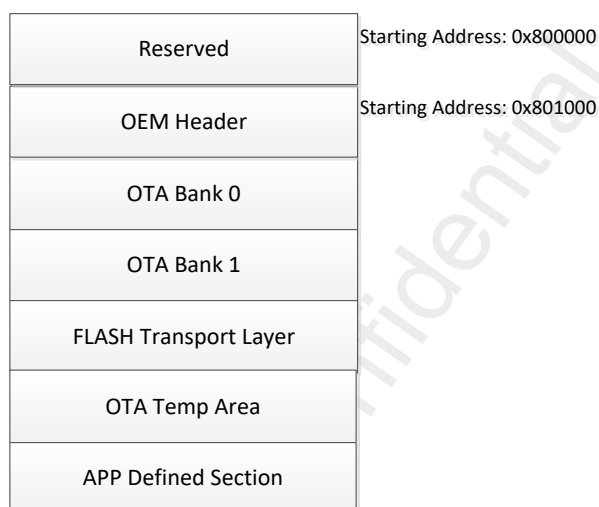 Reserved
Starting Address: 0x800000
OEM Header
Starting Address: 0x801000
OTA Bank 0
OTA Bank 1
FLASH Transport Layer
OTA Temp Area
APP Defined Section